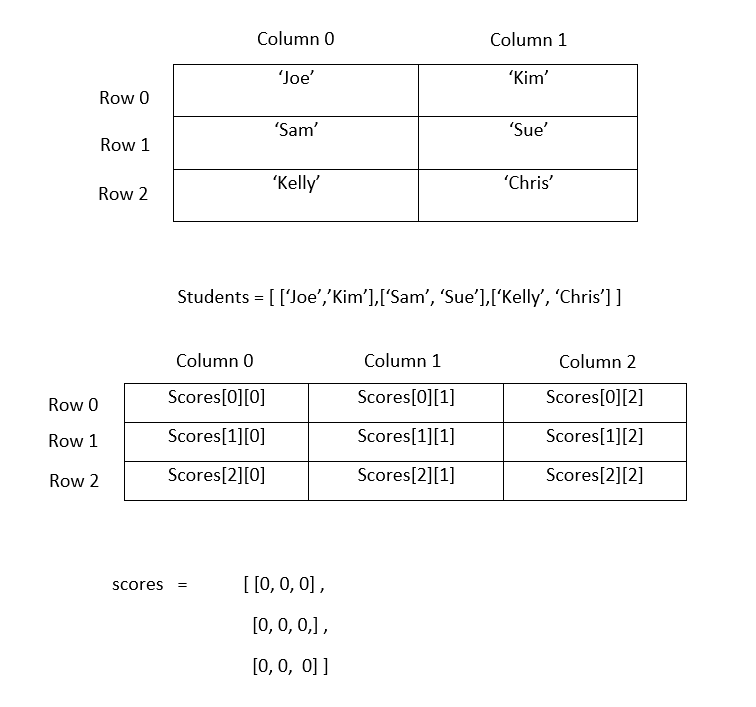 Column 0 Column 1
Row 0 ‘Joe’ ‘Kim’
Row 1 ‘Sam’ ‘Sue’
Row 2 ‘Kelly’ ‘Chris’
Students = [ [‘Joe’,’Kim’],[‘Sam’, ‘Sue’],[‘Kelly’, ‘Chris’] ]
Column 0 Column 1 Column 2
Row 0 Scores[0][0] Scores[0][1] Scores[0][2]
Row 1 Scores[1][0] Scores[1][1] Scores[1][2]
Row 2 Scores[2][0] Scores[2][1] Scores[2][2]
scores = [ [0, 0, 0] ,
[0, 0, 0,] ,
[0, 0, 0] ]